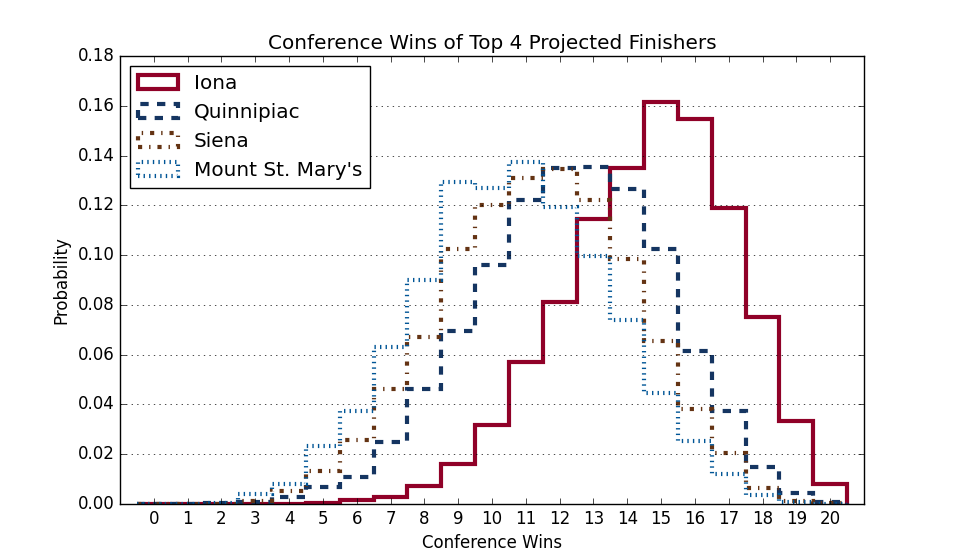 Conference Wins of Top 4 Projected Finishers
0.18
0.16
0.14
0.12
0.10
0.08
0.06
0.04
0.02
0.00
Probability
Iona
Quinnipiac
Siena
Mount St. Mary's
0 1 2 3 4 5 6 7 8 9 10 11 12 13 14 15 16 17 18 19 20
Conference Wins